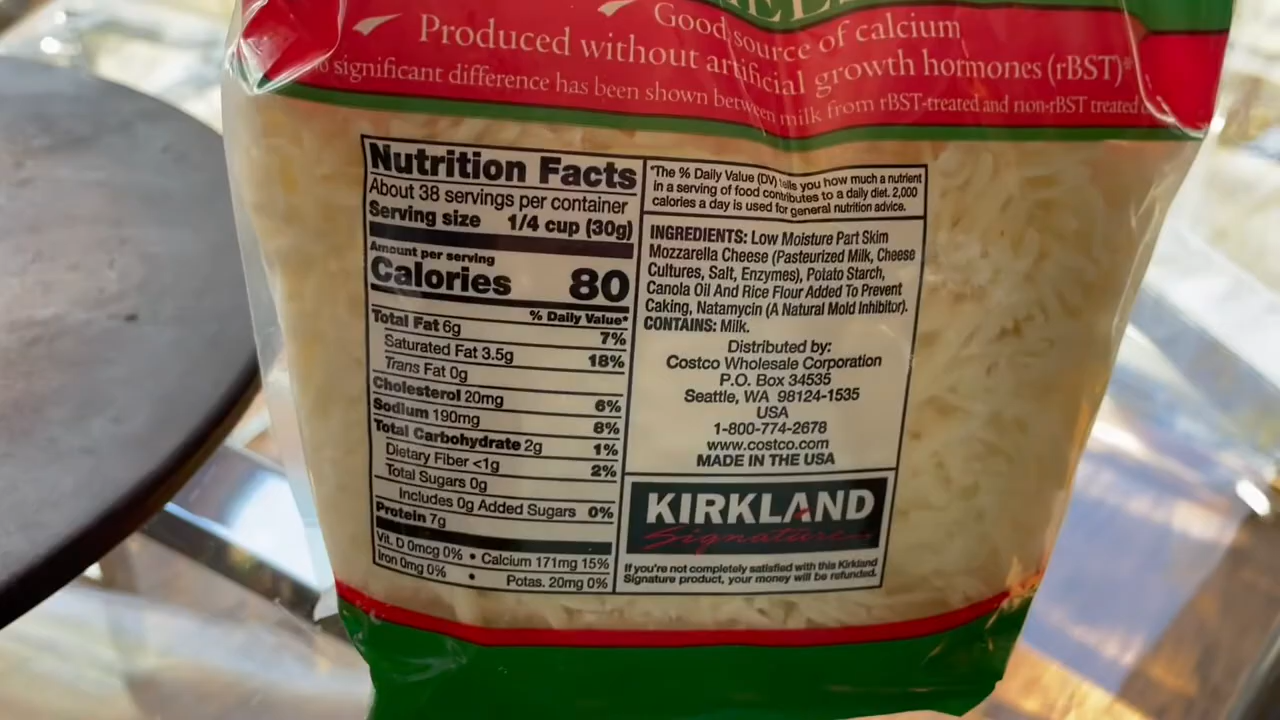 Good source of calcium
Produced without artificial growth hormones (rBST)*
significant difference has been shown between milk from rBST-treated and non-rBST treated
Nutrition Facts
About 38 servings per container
Serving size 1/4 cup (30g)
Amount per serving
Calories 80
% Daily Value*
Total Fat 6g 7%
Saturated Fat 3.5g 18%
Trans Fat 0g
Cholesterol 20mg 6%
Sodium 190mg 8%
Total Carbohydrate 2g 1%
Dietary Fiber <1g 2%
Total Sugars 0g
Includes 0g Added Sugars 0%
Protein 7g
Vit. D 0mcg 0% • Calcium 171mg 15%
Iron 0mg 0% • Potas. 20mg 0%
*The % Daily Value (DV) tells you how much a nutrient
in a serving of food contributes to a daily diet. 2,000
calories a day is used for general nutrition advice.
INGREDIENTS: Low Moisture Part Skim
Mozzarella Cheese (Pasteurized Milk, Cheese
Cultures, Salt, Enzymes), Potato Starch,
Canola Oil And Rice Flour Added To Prevent
Caking, Natamycin (A Natural Mold Inhibitor).
CONTAINS: Milk.
Distributed by:
Costco Wholesale Corporation
P.O. Box 34535
Seattle, WA 98124-1535
USA
1-800-774-2678
www.costco.com
MADE IN THE USA
KIRKLAND
Signature
If you're not completely satisfied with this Kirkland
Signature product, your money will be refunded.